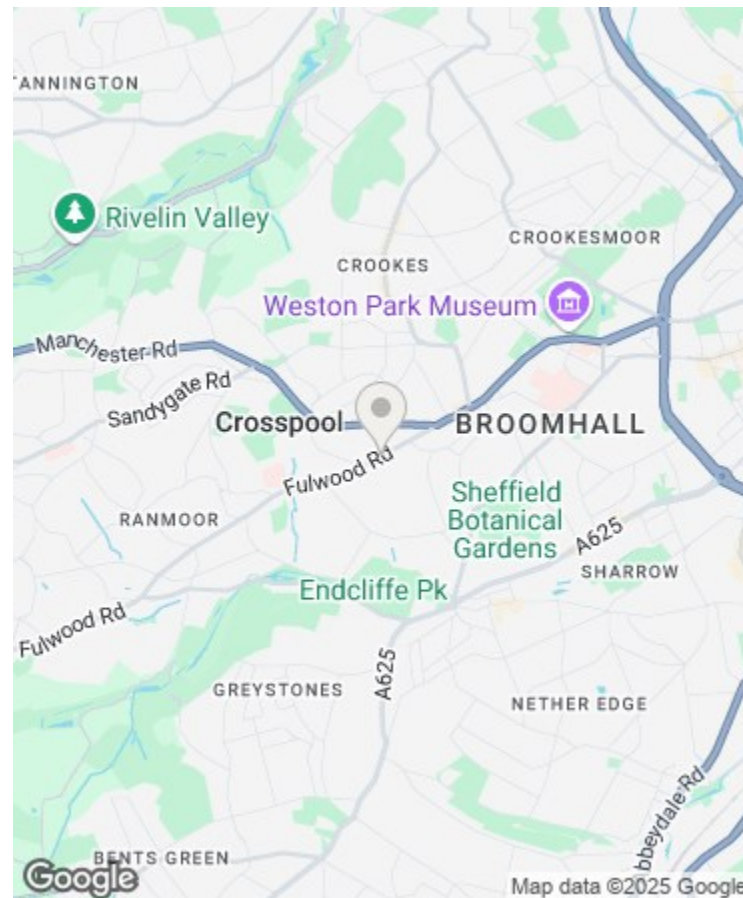 TANNINGTON
Rivelin Valley
CROOKESMOOR
CROOKES
Weston Park Museum
Manchester Rd
Sandygate Rd
Crosspool
BROOMHALL
Fulwood Rd
Sheffield
Botanical
Gardens
RANMOOR
A625
SHARROW
Endcliffe Pk
Fulwood Rd
A625
GREYSTONES
NETHER EDGE
bbeydale Rd
BENTS GREEN
Google
Map data ©2025 Google